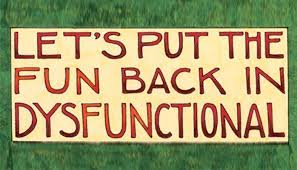 LET'S PUT THE
FUN BACK IN
DYSFUNCTIONAL